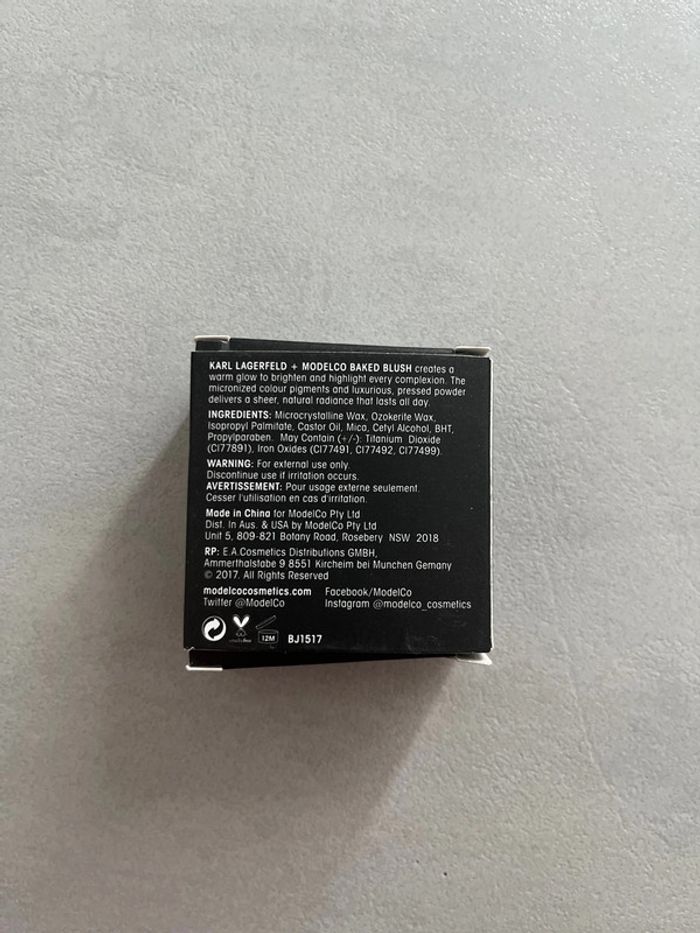 KARL LAGERFELD + MODELCO BAKED BLUSH creates a
warm glow to brighten and highlight every complexion. The
micronized colour pigments and luxurious, pressed powder
delivers a sheer, natural radiance that lasts all day.
INGREDIENTS: Microcrystalline Wax, Ozokerite Wax,
Isopropyl Palmitate, Castor Oil, Mica, Cetyl Alcohol, BHT,
Propylparaben. May Contain (+/-): Titanium Dioxide
(CI77891), Iron Oxides (CI77491, CI77492, CI77499).
WARNING: For external use only.
Discontinue use if irritation occurs.
AVERTISSEMENT: Pour usage externe seulement.
Cesser l'utilisation en cas d'irritation.
Made in China for ModelCo Pty Ltd
Dist. In Aus. & USA by ModelCo Pty Ltd
Unit 5, 809-821 Botany Road, Rosebery NSW 2018
RP: E.A.Cosmetics Distributions GMBH,
Ammerthalstabe 9 8551 Kircheim bei Munchen Gemany
© 2017. All Rights Reserved
modelcocosmetics.com Facebook/ModelCo
Twitter @ModelCo Instagram @modelco_cosmetics
cruelty free 12M BJ1517